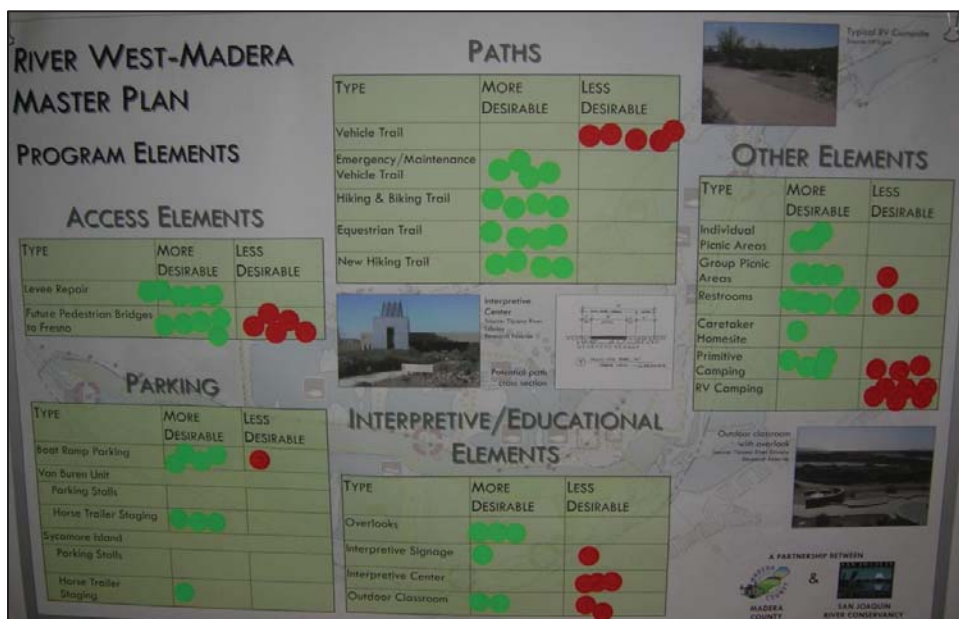 RIVER WEST-MADERA
MASTER PLAN
PROGRAM ELEMENTS
ACCESS ELEMENTS
TYPE MORE DESIRABLE LESS DESIRABLE
Levee Repair
Future Pedestrian Bridges
to Fresno
PARKING
TYPE MORE DESIRABLE LESS DESIRABLE
Boat Ramp Parking
Van Buren Unit
Parking Stalls
Horse Trailer Staging
Sycamore Island
Parking Stalls
Horse Trailer
Staging
PATHS
TYPE MORE DESIRABLE LESS DESIRABLE
Vehicle Trail
Emergency/Maintenance
Vehicle Trail
Hiking & Biking Trail
Equestrian Trail
New Hiking Trail
Interpretive
Center
Potential path
cross section
INTERPRETIVE/EDUCATIONAL
ELEMENTS
TYPE MORE DESIRABLE LESS DESIRABLE
Overlooks
Interpretive Signage
Interpretive Center
Outdoor Classroom
Typical RV Campsite
OTHER ELEMENTS
TYPE MORE DESIRABLE LESS DESIRABLE
Individual
Picnic Areas
Group Picnic
Areas
Restrooms
Caretaker
Homesite
Primitive
Camping
RV Camping
Outdoor classroom
with overlook
A PARTNERSHIP BETWEEN
MADERA
COUNTY
&
SAN JOAQUIN
RIVER CONSERVANCY